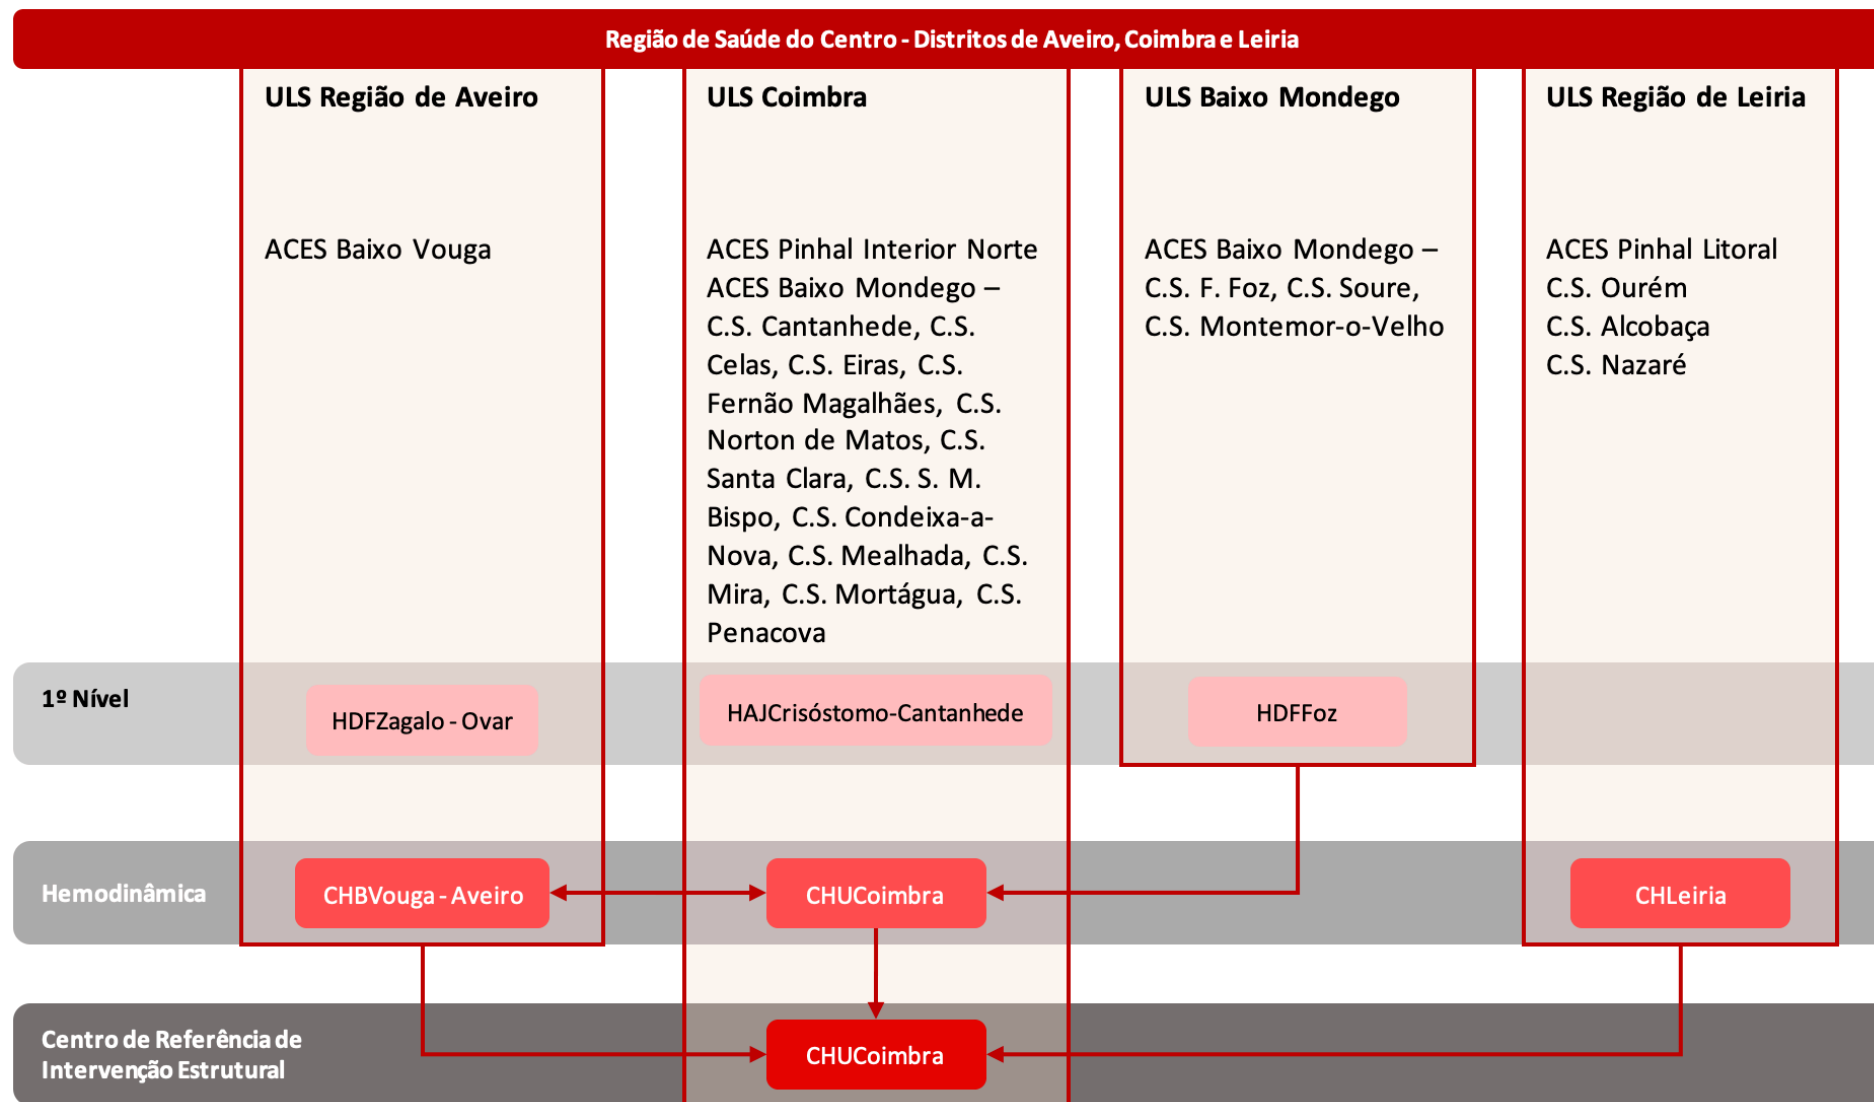 Região de Saúde do Centro - Distritos de Aveiro, Coimbra e Leiria
ULS Região de Aveiro
ACES Baixo Vouga
ULS Coimbra
ACES Pinhal Interior Norte
ACES Baixo Mondego –
C.S. Cantanhede, C.S.
Celas, C.S. Eiras, C.S.
Fernão Magalhães, C.S.
Norton de Matos, C.S.
Santa Clara, C.S. S. M.
Bispo, C.S. Condeixa-a-
Nova, C.S. Mealhada, C.S.
Mira, C.S. Mortágua, C.S.
Penacova
ULS Baixo Mondego
ACES Baixo Mondego –
C.S. F. Foz, C.S. Soure,
C.S. Montemor-o-Velho
ULS Região de Leiria
ACES Pinhal Litoral
C.S. Ourém
C.S. Alcobaça
C.S. Nazaré
1º Nível
HDFZagalo - Ovar
HAJCrisóstomo-Cantanhede
HDFFoz
Hemodinâmica
CHBVouga - Aveiro
CHUCoimbra
CHLeiria
Centro de Referência de
Intervenção Estrutural
CHUCoimbra